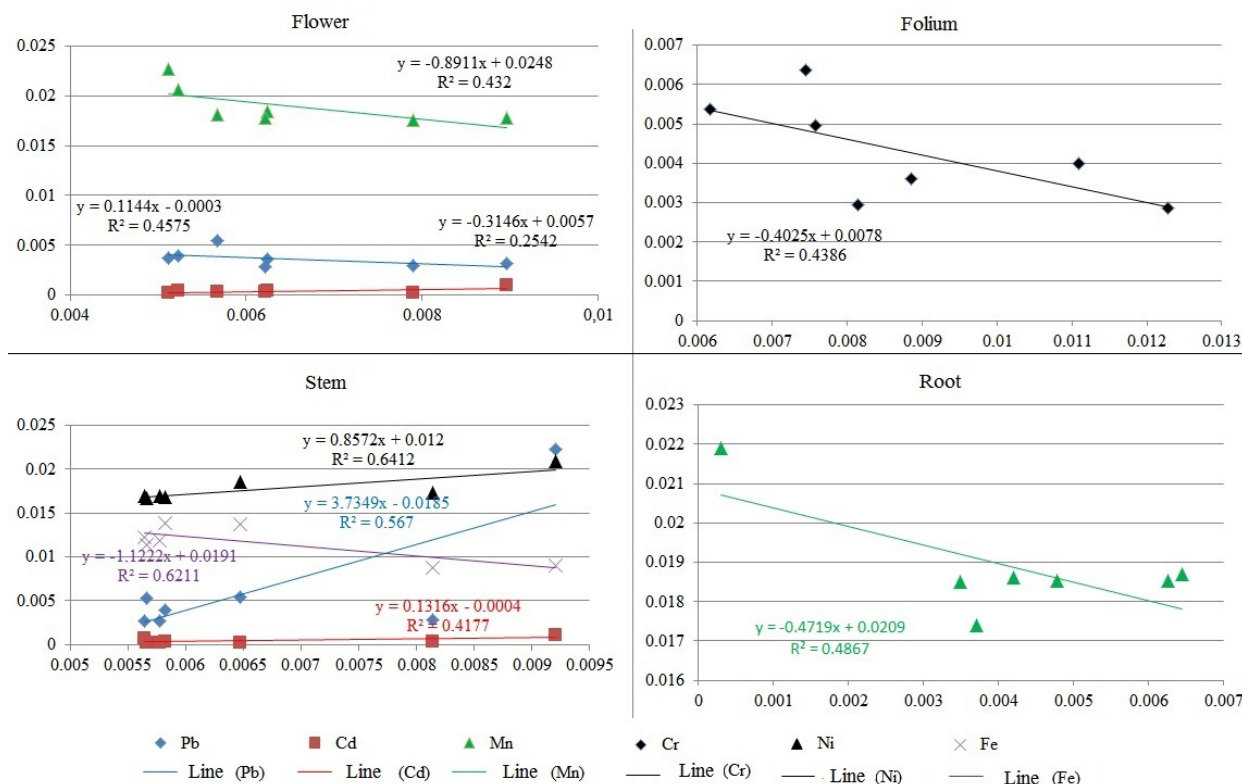 Flower
0.025
0.02
0.015
0.01
0.005
0
0.004
0.006
0.008
0,01
y = -0.8911x + 0.0248
R² = 0.432
y = 0.1144x - 0.0003
R² = 0.4575
y = -0.3146x + 0.0057
R² = 0.2542
Folium
0.007
0.006
0.005
0.004
0.003
0.002
0.001
0
0.006
0.007
0.008
0.009
0.01
0.011
0.012
0.013
y = -0.4025x + 0.0078
R² = 0.4386
Stem
0.025
0.02
0.015
0.01
0.005
0
0.005
0.0055
0.006
0.0065
0.007
0.0075
0.008
0.0085
0.009
0.0095
y = 0.8572x + 0.012
R² = 0.6412
y = 3.7349x - 0.0185
R² = 0.567
y = -1.1222x + 0.0191
R² = 0.6211
y = 0.1316x - 0.0004
R² = 0.4177
Root
0.023
0.022
0.021
0.02
0.019
0.018
0.017
0.016
0
0.001
0.002
0.003
0.004
0.005
0.006
0.007
y = -0.4719x + 0.0209
R² = 0.4867
Pb Cd Mn Cr Ni Fe
Line (Pb) Line (Cd) Line (Mn) Line (Cr) Line (Ni) Line (Fe)